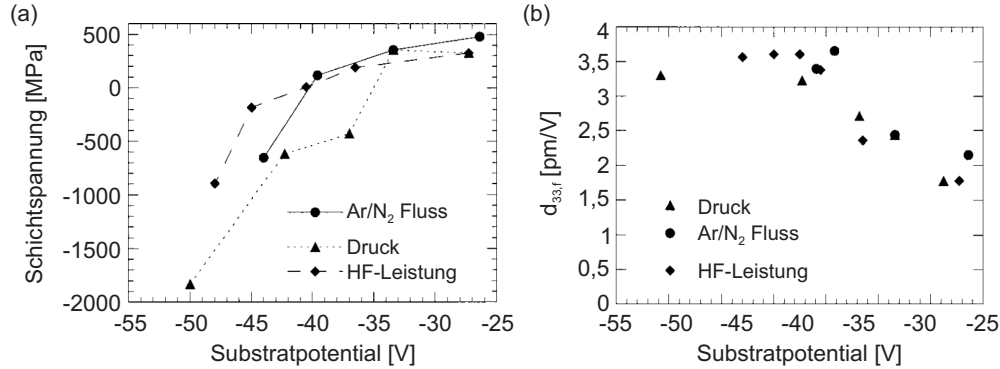 (a)
Schichtspannung [MPa]
500
0
-500
-1000
-1500
-2000
-55 -50 -45 -40 -35 -30 -25
Substratpotential [V]
Ar/N₂ Fluss
Druck
HF-Leistung
(b)
d₃₃,f [pm/V]
4
3,5
3
2,5
2
1,5
1
0,5
0
-55 -50 -45 -40 -35 -30 -25
Substratpotential [V]
Druck
Ar/N₂ Fluss
HF-Leistung